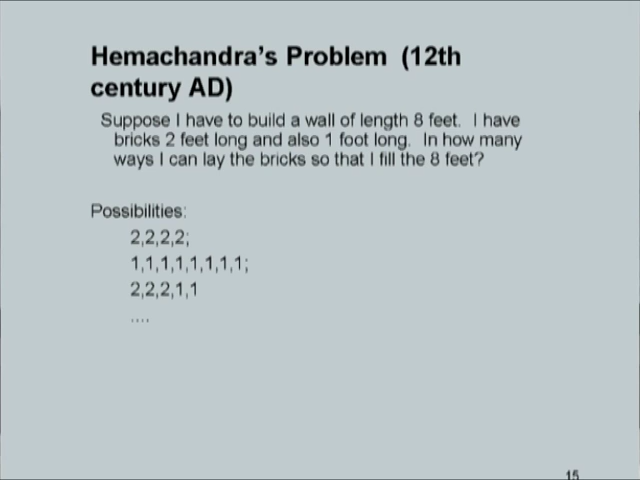 Hemachandra's Problem (12th
century AD)
Suppose I have to build a wall of length 8 feet. I have
bricks 2 feet long and also 1 foot long. In how many
ways I can lay the bricks so that I fill the 8 feet?
Possibilities:
2,2,2,2;
1,1,1,1,1,1,1,1;
2,2,2,1,1
....
15